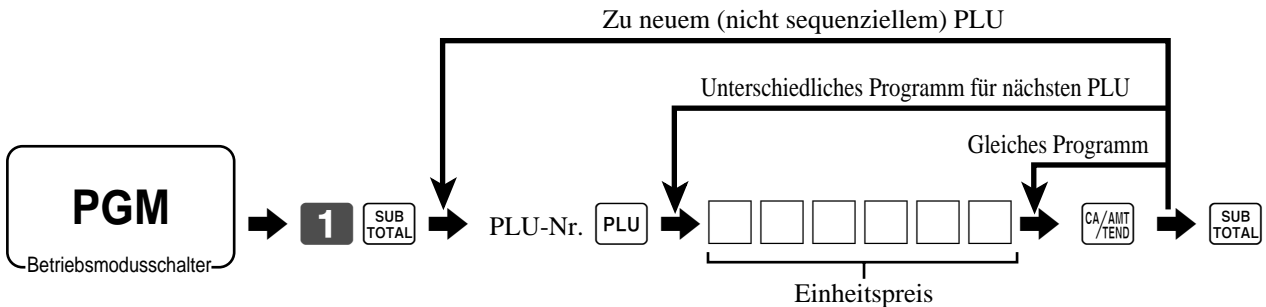 Zu neuem (nicht sequenziellem) PLU
Unterschiedliches Programm für nächsten PLU
Gleiches Programm
PGM
Betriebsmodusschalter
1 SUB TOTAL PLU-Nr. PLU CA/AMT TEND SUB TOTAL
Einheitspreis